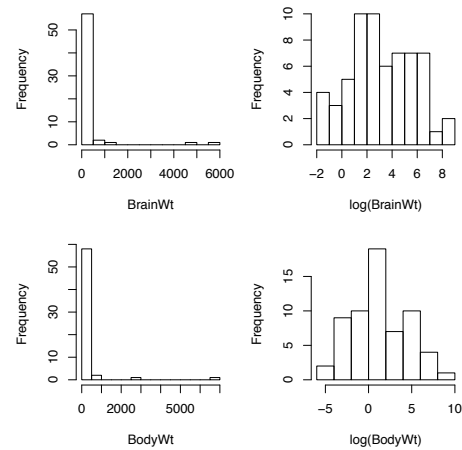 Frequency
0 10 30 50
0 2000 4000 6000
BrainWt
Frequency
0 2 4 6 8 10
−2 0 2 4 6 8
log(BrainWt)
Frequency
0 10 30 50
0 2000 5000
BodyWt
Frequency
0 5 10 15
−5 0 5 10
log(BodyWt)